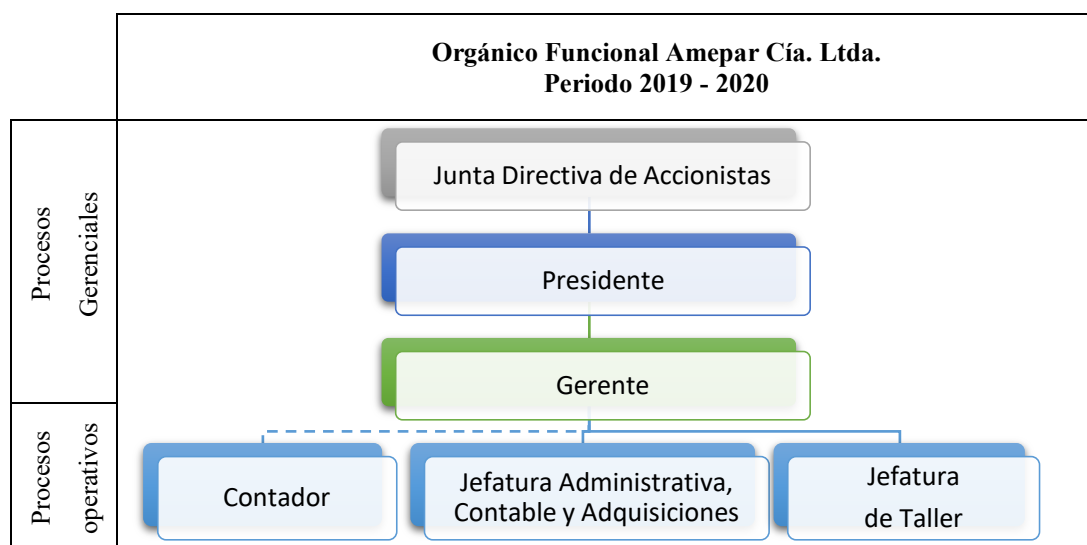 Orgánico Funcional Amepar Cía. Ltda.
Periodo 2019 - 2020
Procesos
Gerenciales
Junta Directiva de Accionistas
Presidente
Gerente
Procesos
operativos
Contador
Jefatura Administrativa,
Contable y Adquisiciones
Jefatura
de Taller